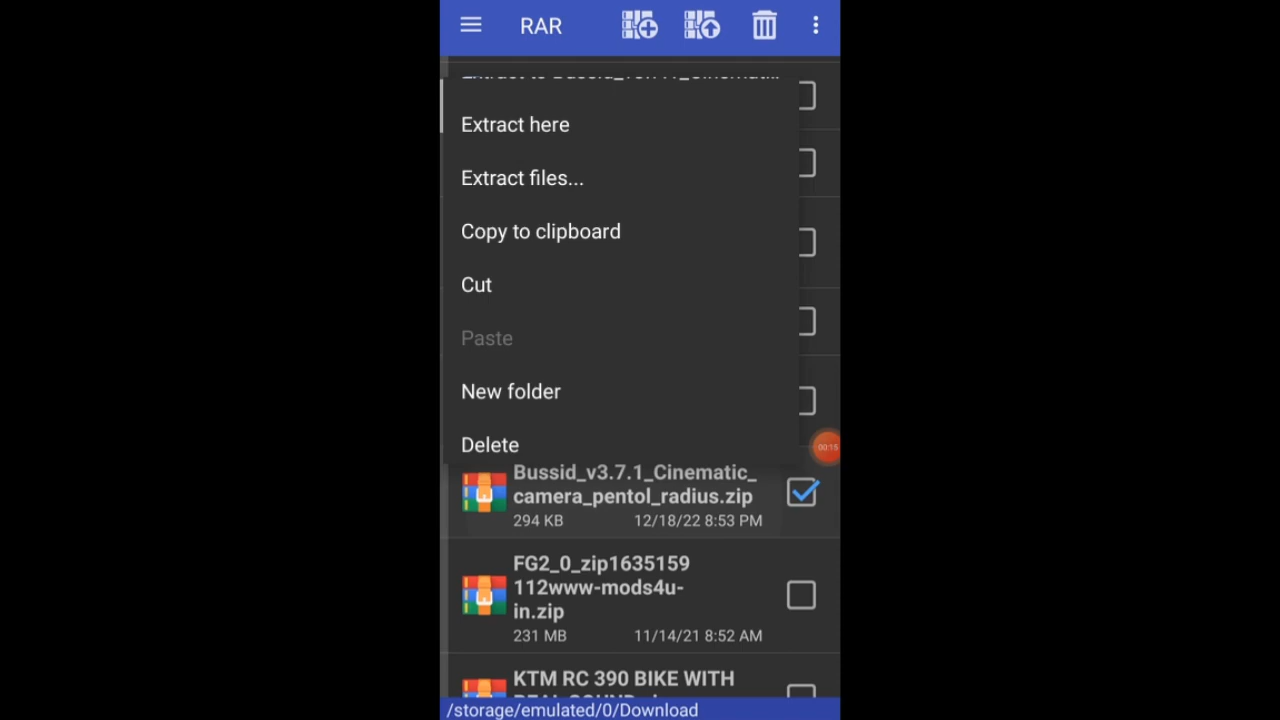 RAR
Extract here
Extract files...
Copy to clipboard
Cut
Paste
New folder
Delete
00:15
Bussid_v3.7.1_Cinematic_
camera_pentol_radius.zip
294 KB 12/18/22 8:53 PM
FG2_0_zip1635159
112www-mods4u-
in.zip
231 MB 11/14/21 8:52 AM
KTM RC 390 BIKE WITH
/storage/emulated/0/Download